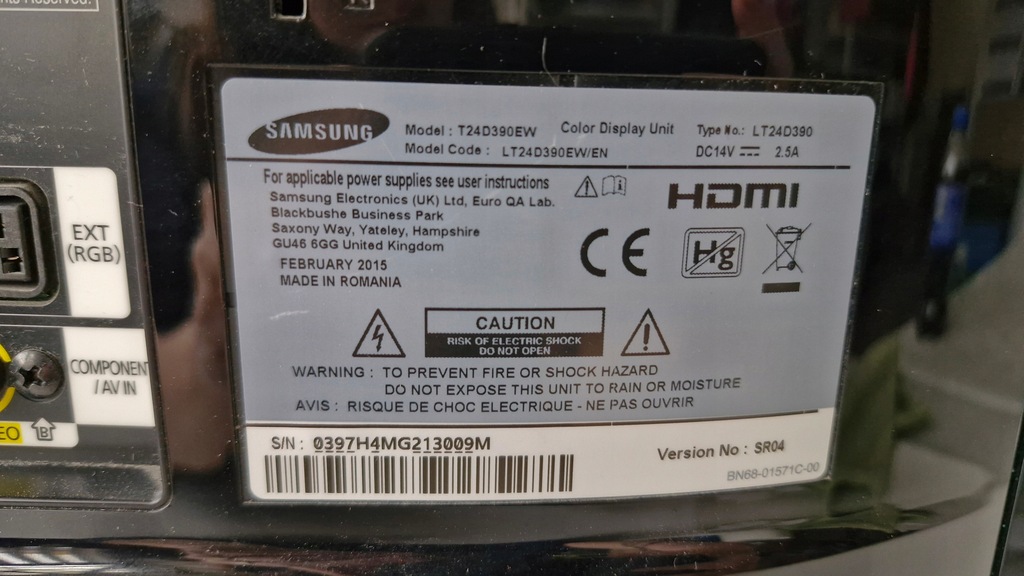 nts Reserved.
SAMSUNG
Model : T24D390EW
Color Display Unit
Type No.: LT24D390
Model Code : LT24D390EW/EN
DC14V 2.5A
For applicable power supplies see user instructions
Samsung Electronics (UK) Ltd, Euro QA Lab.
Blackbushe Business Park
Saxony Way, Yateley, Hampshire
GU46 6GG United Kingdom
FEBRUARY 2015
MADE IN ROMANIA
HDMI
CE
Hg
EXT
(RGB)
COMPONENT
/ AV IN
EO
B
CAUTION
RISK OF ELECTRIC SHOCK
DO NOT OPEN
WARNING : TO PREVENT FIRE OR SHOCK HAZARD
DO NOT EXPOSE THIS UNIT TO RAIN OR MOISTURE
AVIS : RISQUE DE CHOC ELECTRIQUE - NE PAS OUVRIR
S/N : 0397H4MG213009M
Version No : SR04
BN68-01571C-00